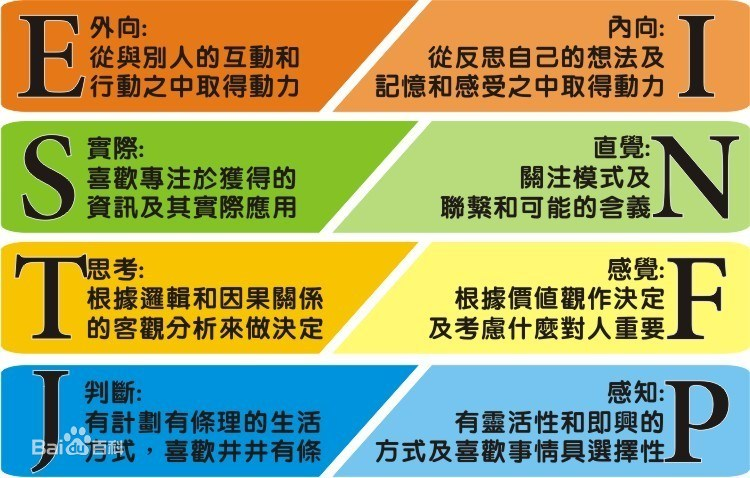 E
外向:
從與別人的互動和
行動之中取得動力
內向:
從反思自己的想法及
記憶和感受之中取得動力
I
S
實際:
喜歡專注於獲得的
資訊及其實際應用
直覺:
關注模式及
聯繫和可能的含義
N
T
思考:
根據邏輯和因果關係
的客觀分析來做決定
感覺:
根據價值觀作決定
及考慮什麼對人重要
F
J
判斷:
有計劃有條理的生活
方式，喜歡井井有條
Bai百科
感知:
有靈活性和即興的
方式及喜歡事情具選擇性
P